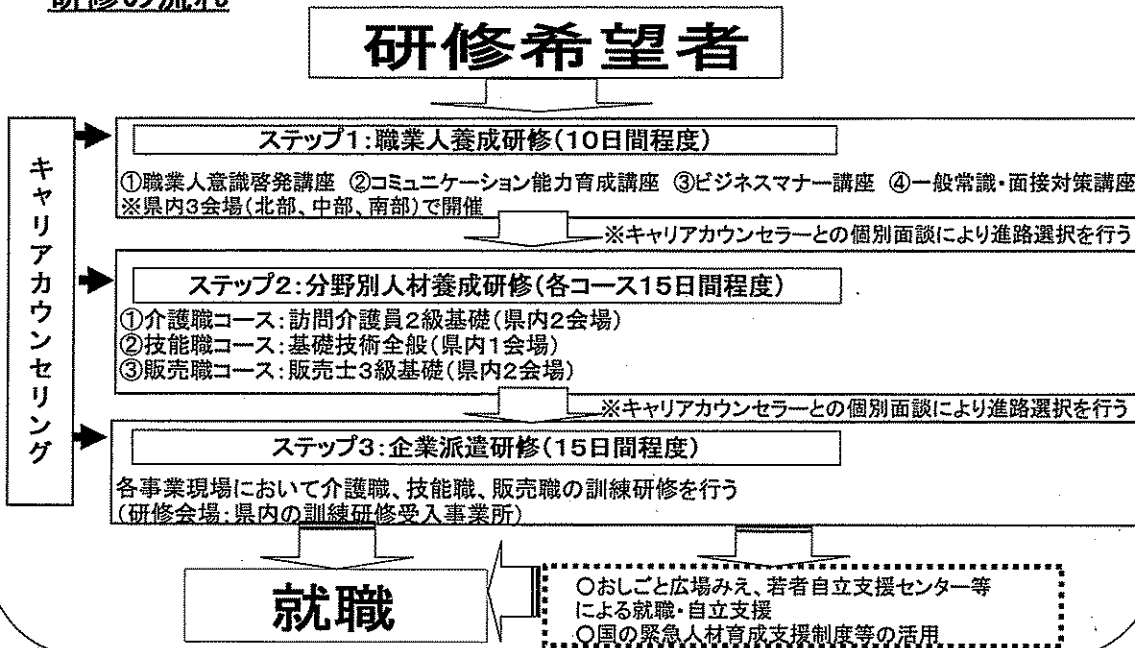 研修の流れ
研修希望者
キャリアカウンセリング
ステップ1:職業人養成研修(10日間程度)
①職業人意識啓発講座 ②コミュニケーション能力育成講座 ③ビジネスマナー講座 ④一般常識・面接対策講座
※県内3会場(北部、中部、南部)で開催
※キャリアカウンセラーとの個別面談により進路選択を行う
ステップ2:分野別人材養成研修(各コース15日間程度)
①介護職コース:訪問介護員2級基礎(県内2会場)
②技能職コース:基礎技術全般(県内1会場)
③販売職コース:販売士3級基礎(県内2会場)
※キャリアカウンセラーとの個別面談により進路選択を行う
ステップ3:企業派遣研修(15日間程度)
各事業現場において介護職、技能職、販売職の訓練研修を行う
(研修会場:県内の訓練研修受入事業所)
就職
○おしごと広場みえ、若者自立支援センター等
による就職・自立支援
○国の緊急人材育成支援制度等の活用